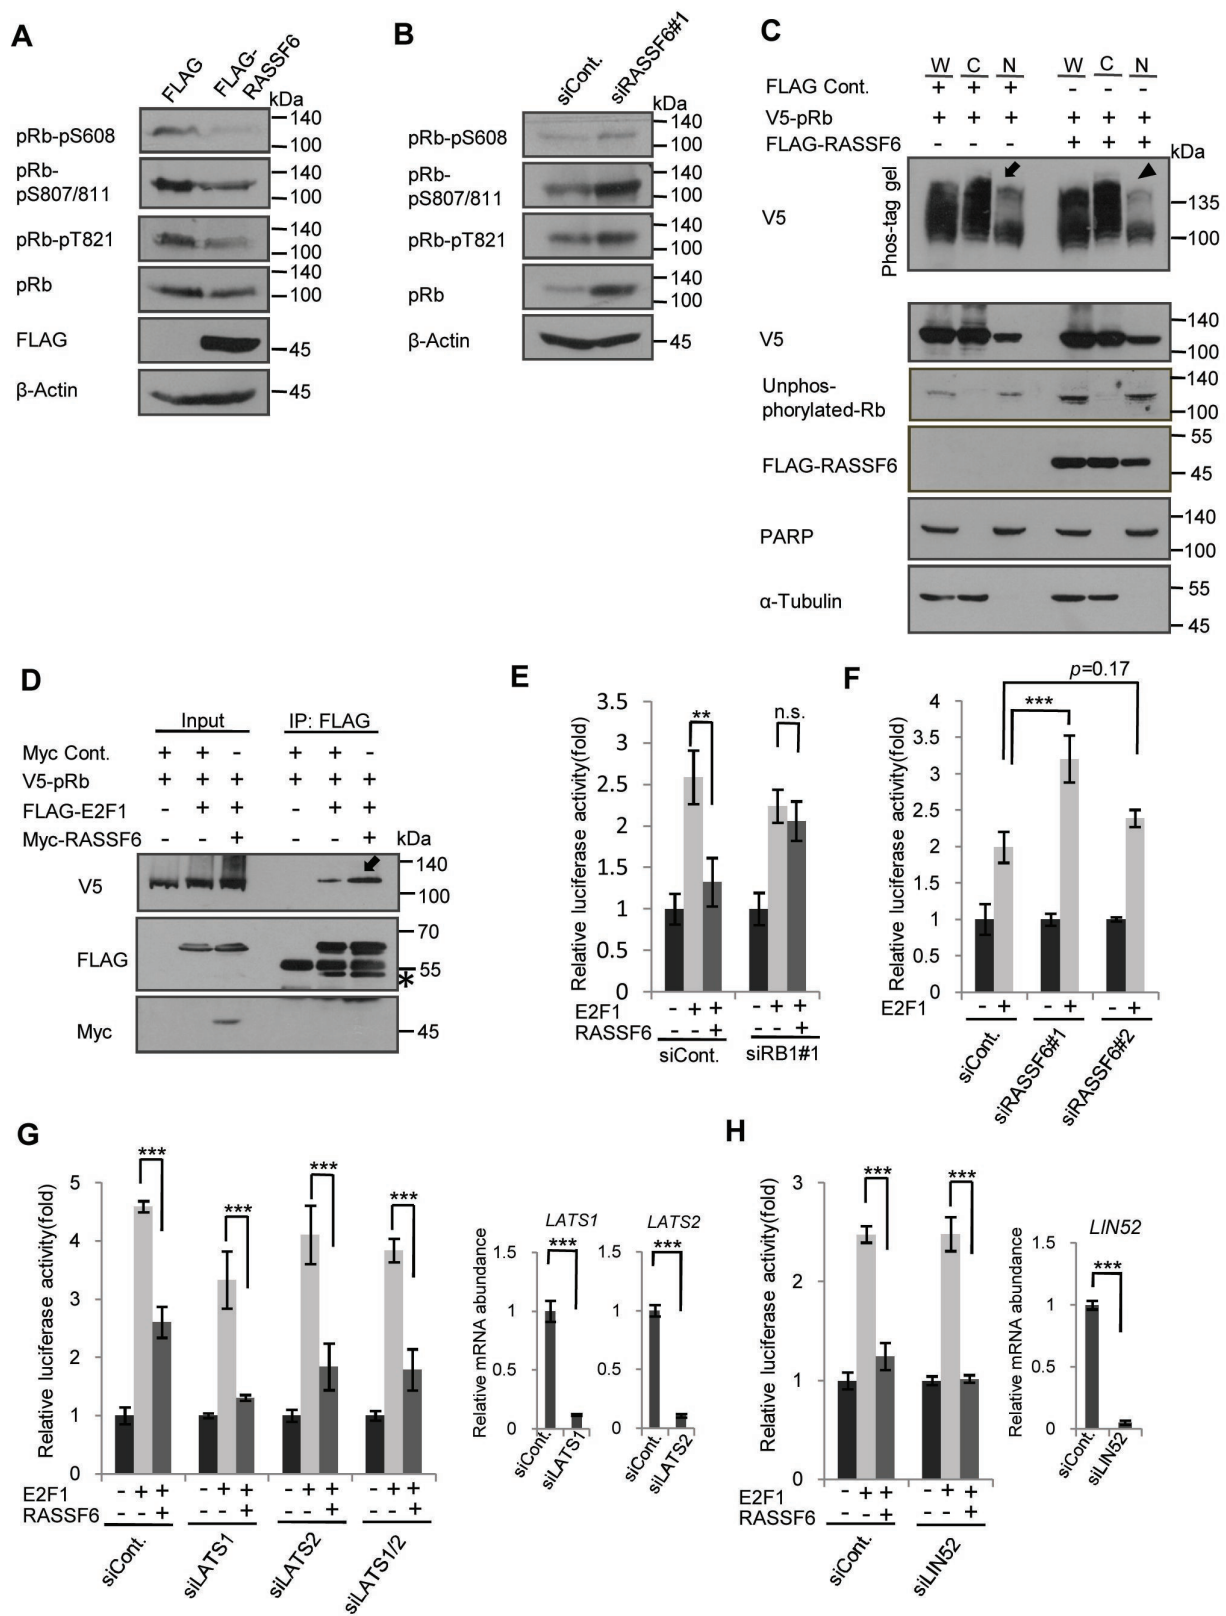 A
FLAG
FLAG-
RASSF6
kDa
pRb-pS608
140
100
pRb-
pS807/811
140
100
pRb-pT821
140
100
pRb
140
100
FLAG
45
β-Actin
45
B
siCont.
siRASSF6#1
kDa
pRb-pS608
140
100
pRb-
pS807/811
140
100
pRb-pT821
140
100
pRb
140
100
β-Actin
45
C
W C N W C N
FLAG Cont. + + + - - -
V5-pRb + + + + + +
FLAG-RASSF6 - - - + + +
kDa
V5
Phos-tag gel
135
100
V5
140
100
Unphos-
phorylated-Rb
140
100
FLAG-RASSF6
55
45
PARP
140
100
α-Tubulin
55
45
D
Input IP: FLAG
Myc Cont. + + - + + -
V5-pRb + + + + + +
FLAG-E2F1 - + + - + +
Myc-RASSF6 - - + - - + kDa
V5
140
100
FLAG
70
55
*
Myc
45
E
Relative luciferase activity(fold)
3.5
3
2.5
2
1.5
1
0.5
0
**
n.s.
E2F1 - + + - + +
RASSF6 - - + - - +
siCont. siRB1#1
F
Relative luciferase activity(fold)
4
3.5
3
2.5
2
1.5
1
0.5
0
p=0.17
***
E2F1 - + - + - +
siCont.
siRASSF6#1
siRASSF6#2
G
Relative luciferase activity(fold)
5
4
3
2
1
0
*** *** *** ***
E2F1 - + + - + + - + + - + +
RASSF6 - - + - - + - - + - - +
siCont.
siLATS1
siLATS2
siLATS1/2
Relative mRNA abundance
LATS1
***
1.5
1
0.5
0
siCont.
siLATS1
LATS2
***
1.5
1
0.5
0
siCont.
siLATS2
H
Relative luciferase activity(fold)
3
2
1
0
*** ***
E2F1 - + + - + +
RASSF6 - - + - - +
siCont.
siLIN52
Relative mRNA abundance
LIN52
***
1.5
1
0.5
0
siCont.
siLIN52